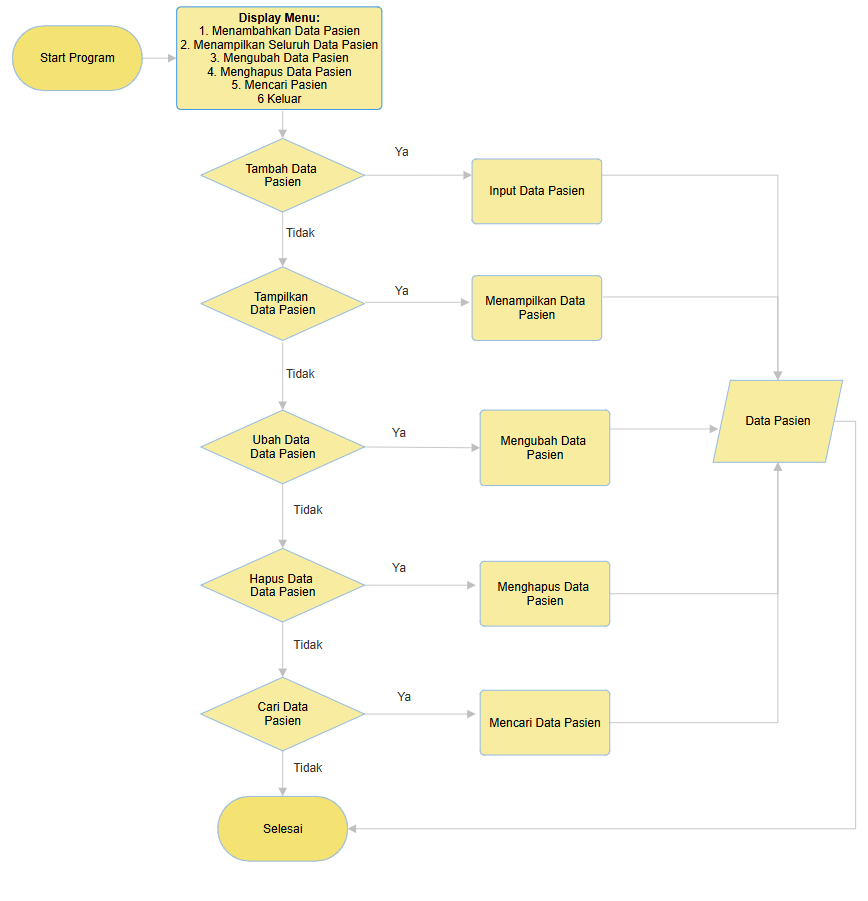 Start Program
Display Menu:
1. Menambahkan Data Pasien
2. Menampilkan Seluruh Data Pasien
3. Mengubah Data Pasien
4. Menghapus Data Pasien
5. Mencari Pasien
6 Keluar
Tambah Data
Pasien
Ya
Input Data Pasien
Tidak
Tampilkan
Data Pasien
Ya
Menampilkan Data
Pasien
Tidak
Ubah Data
Data Pasien
Ya
Mengubah Data
Pasien
Data Pasien
Tidak
Hapus Data
Data Pasien
Ya
Menghapus Data
Pasien
Tidak
Cari Data
Pasien
Ya
Mencari Data Pasien
Tidak
Selesai